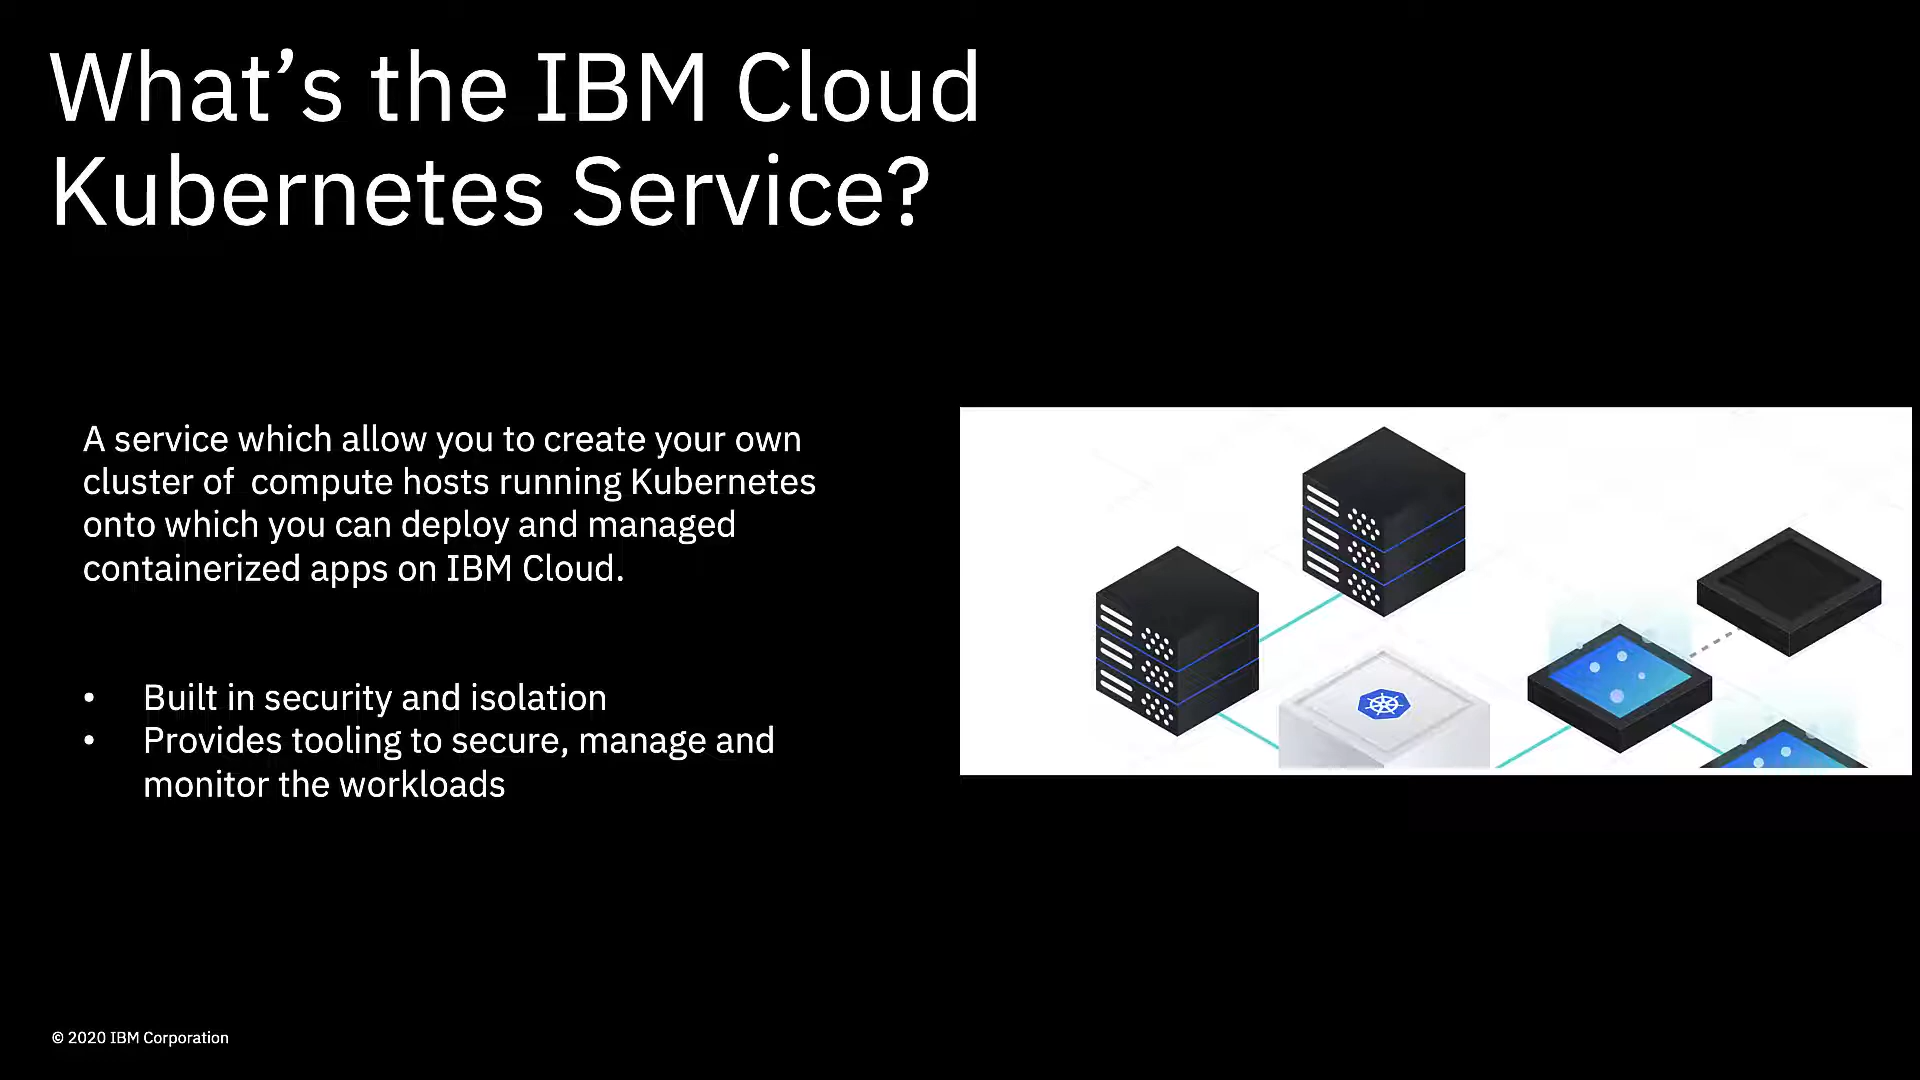 What’s the IBM Cloud
Kubernetes Service?
A service which allow you to create your own
cluster of  compute hosts running Kubernetes
onto which you can deploy and managed
containerized apps on IBM Cloud.
• Built in security and isolation
• Provides tooling to secure, manage and
monitor the workloads
© 2020 IBM Corporation